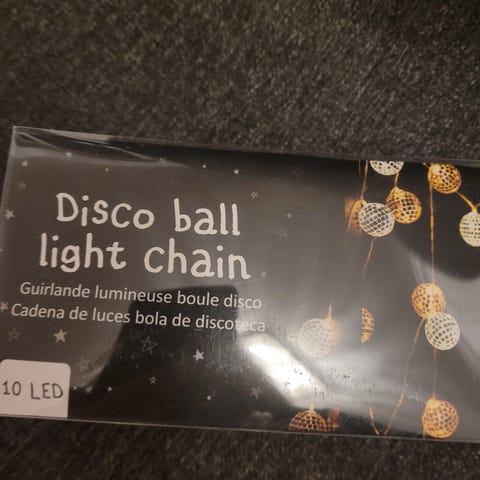 Disco ball
light chain
Guirlande lumineuse boule disco
Cadena de luces bola de discoteca
10 LED